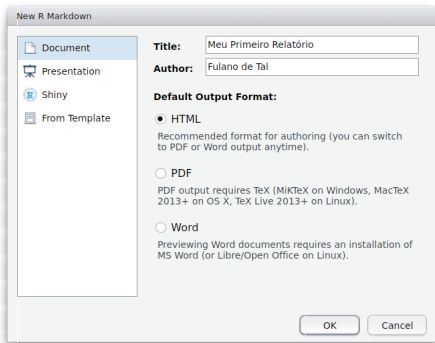 New R Markdown
Document
Presentation
Shiny
From Template
Title: Meu Primeiro Relatório
Author: Fulano de Tal
Default Output Format:
HTML
Recommended format for authoring (you can switch
to PDF or Word output anytime).
PDF
PDF output requires TeX (MiKTeX on Windows, MacTeX
2013+ on OS X, TeX Live 2013+ on Linux).
Word
Previewing Word documents requires an installation of
MS Word (or Libre/Open Office on Linux).
OK Cancel